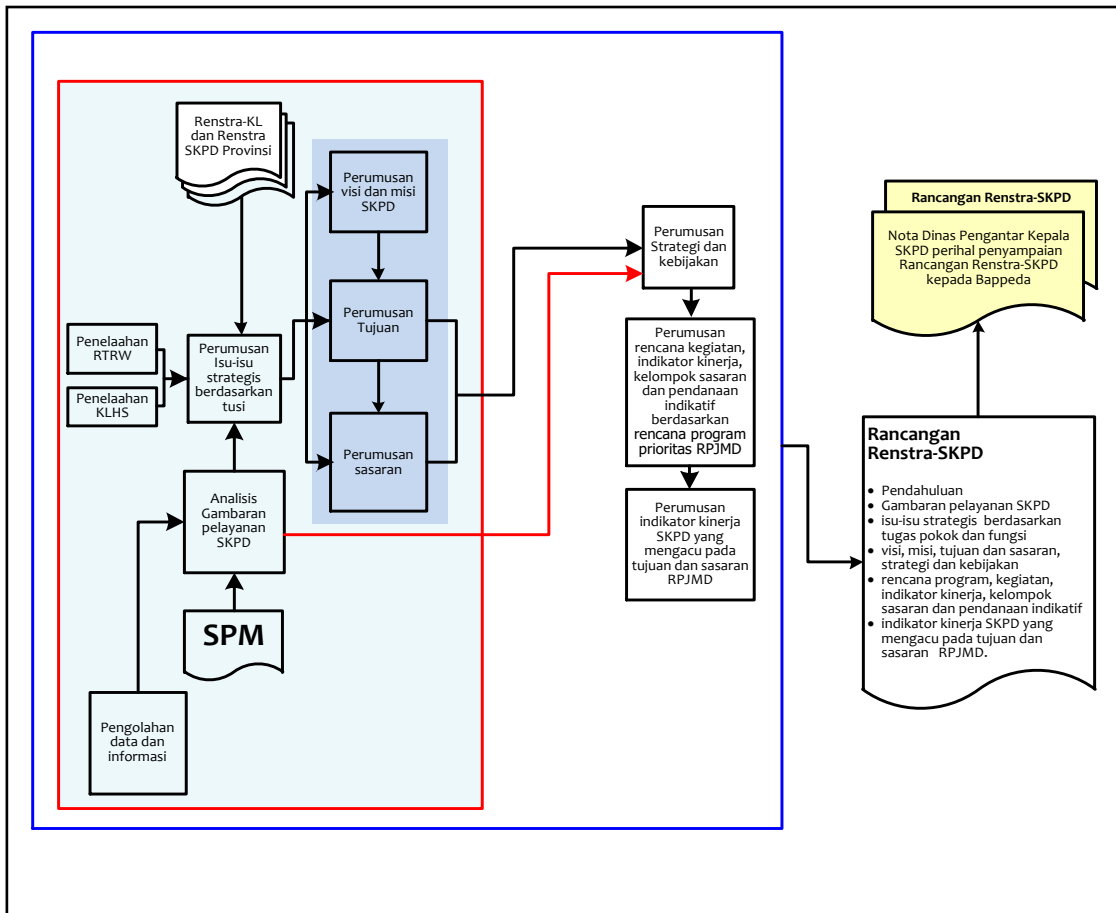 Renstra-KL
dan Renstra
SKPD Provinsi
Perumusan
visi dan misi
SKPD
Perumusan
Tujuan
Perumusan
sasaran
Penelaahan
RTRW
Penelaahan
KLHS
Perumusan
Isu-isu
strategis
berdasarkan
tusi
Analisis
Gambaran
pelayanan
SKPD
SPM
Pengolahan
data dan
informasi
Perumusan
Strategi dan
kebijakan
Perumusan
rencana kegiatan,
indikator kinerja,
kelompok sasaran
dan pendanaan
indikatif
berdasarkan
rencana program
prioritas RPJMD
Perumusan
indikator kinerja
SKPD yang
mengacu pada
tujuan dan
sasaran RPJMD
Rancangan Renstra-SKPD
Nota Dinas Pengantar Kepala
SKPD perihal penyampaian
Rancangan Renstra-SKPD
kepada Bappeda
Rancangan
Renstra-SKPD
• Pendahuluan
• Gambaran pelayanan SKPD
• isu-isu strategis berdasarkan
tugas pokok dan fungsi
• visi, misi, tujuan dan sasaran,
strategi dan kebijakan
• rencana program, kegiatan,
indikator kinerja, kelompok
sasaran dan pendanaan indikatif
• indikator kinerja SKPD yang
mengacu pada tujuan dan
sasaran RPJMD.